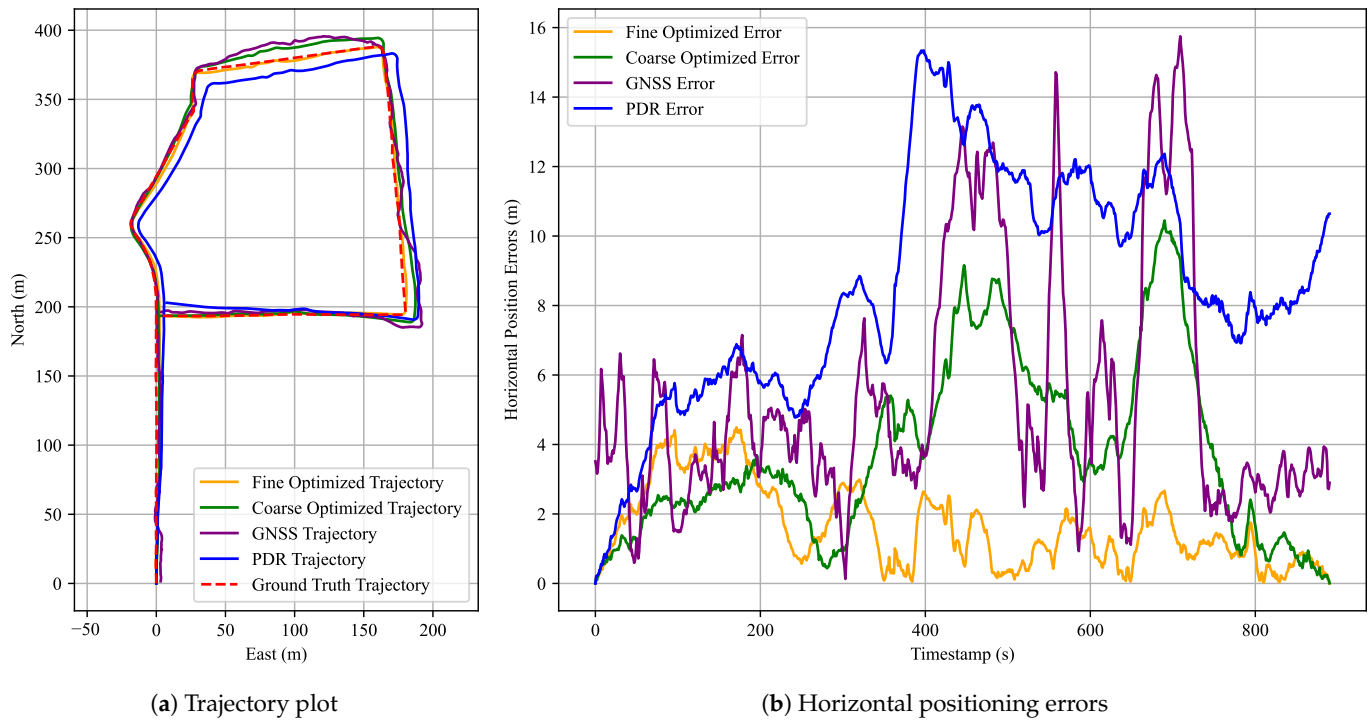 400
350
300
250
200
150
100
50
0
North (m)
Fine Optimized Trajectory
Coarse Optimized Trajectory
GNSS Trajectory
PDR Trajectory
Ground Truth Trajectory
−50 0 50 100 150 200
East (m)
(a) Trajectory plot
16
14
12
10
8
6
4
2
0
Horizontal Position Errors (m)
Fine Optimized Error
Coarse Optimized Error
GNSS Error
PDR Error
0 200 400 600 800
Timestamp (s)
(b) Horizontal positioning errors